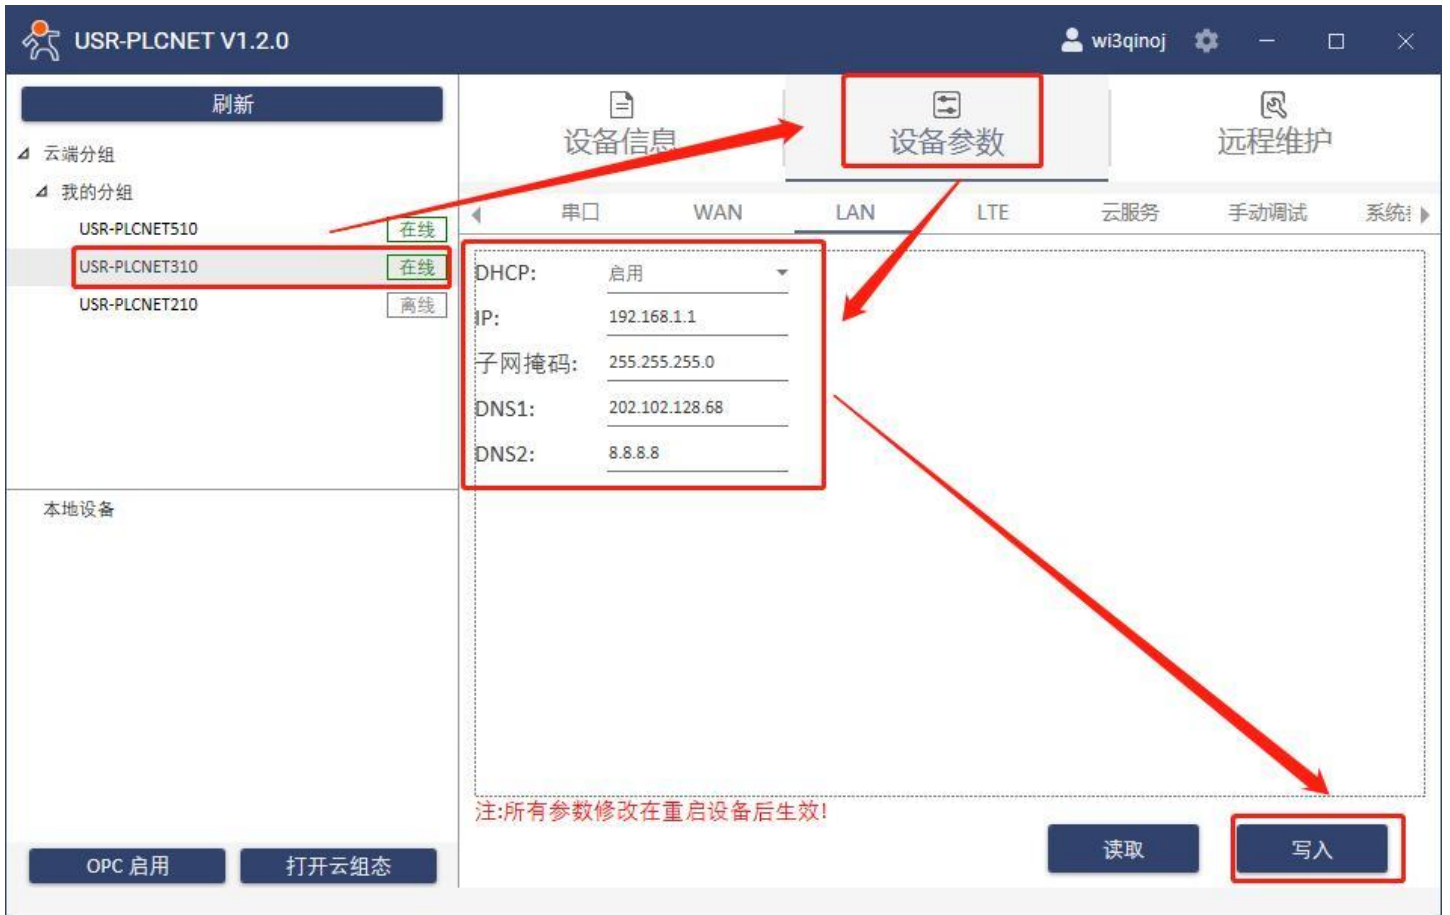 USR-PLCNET V1.2.0
wi3qinoj
刷新
云端分组
我的分组
USR-PLCNET510 在线
USR-PLCNET310 在线
USR-PLCNET210 离线
本地设备
OPC 启用
打开云组态
设备信息
设备参数
远程维护
串口 WAN LAN LTE 云服务 手动调试 系统
DHCP: 启用
IP: 192.168.1.1
子网掩码: 255.255.255.0
DNS1: 202.102.128.68
DNS2: 8.8.8.8
注:所有参数修改在重启设备后生效!
读取
写入